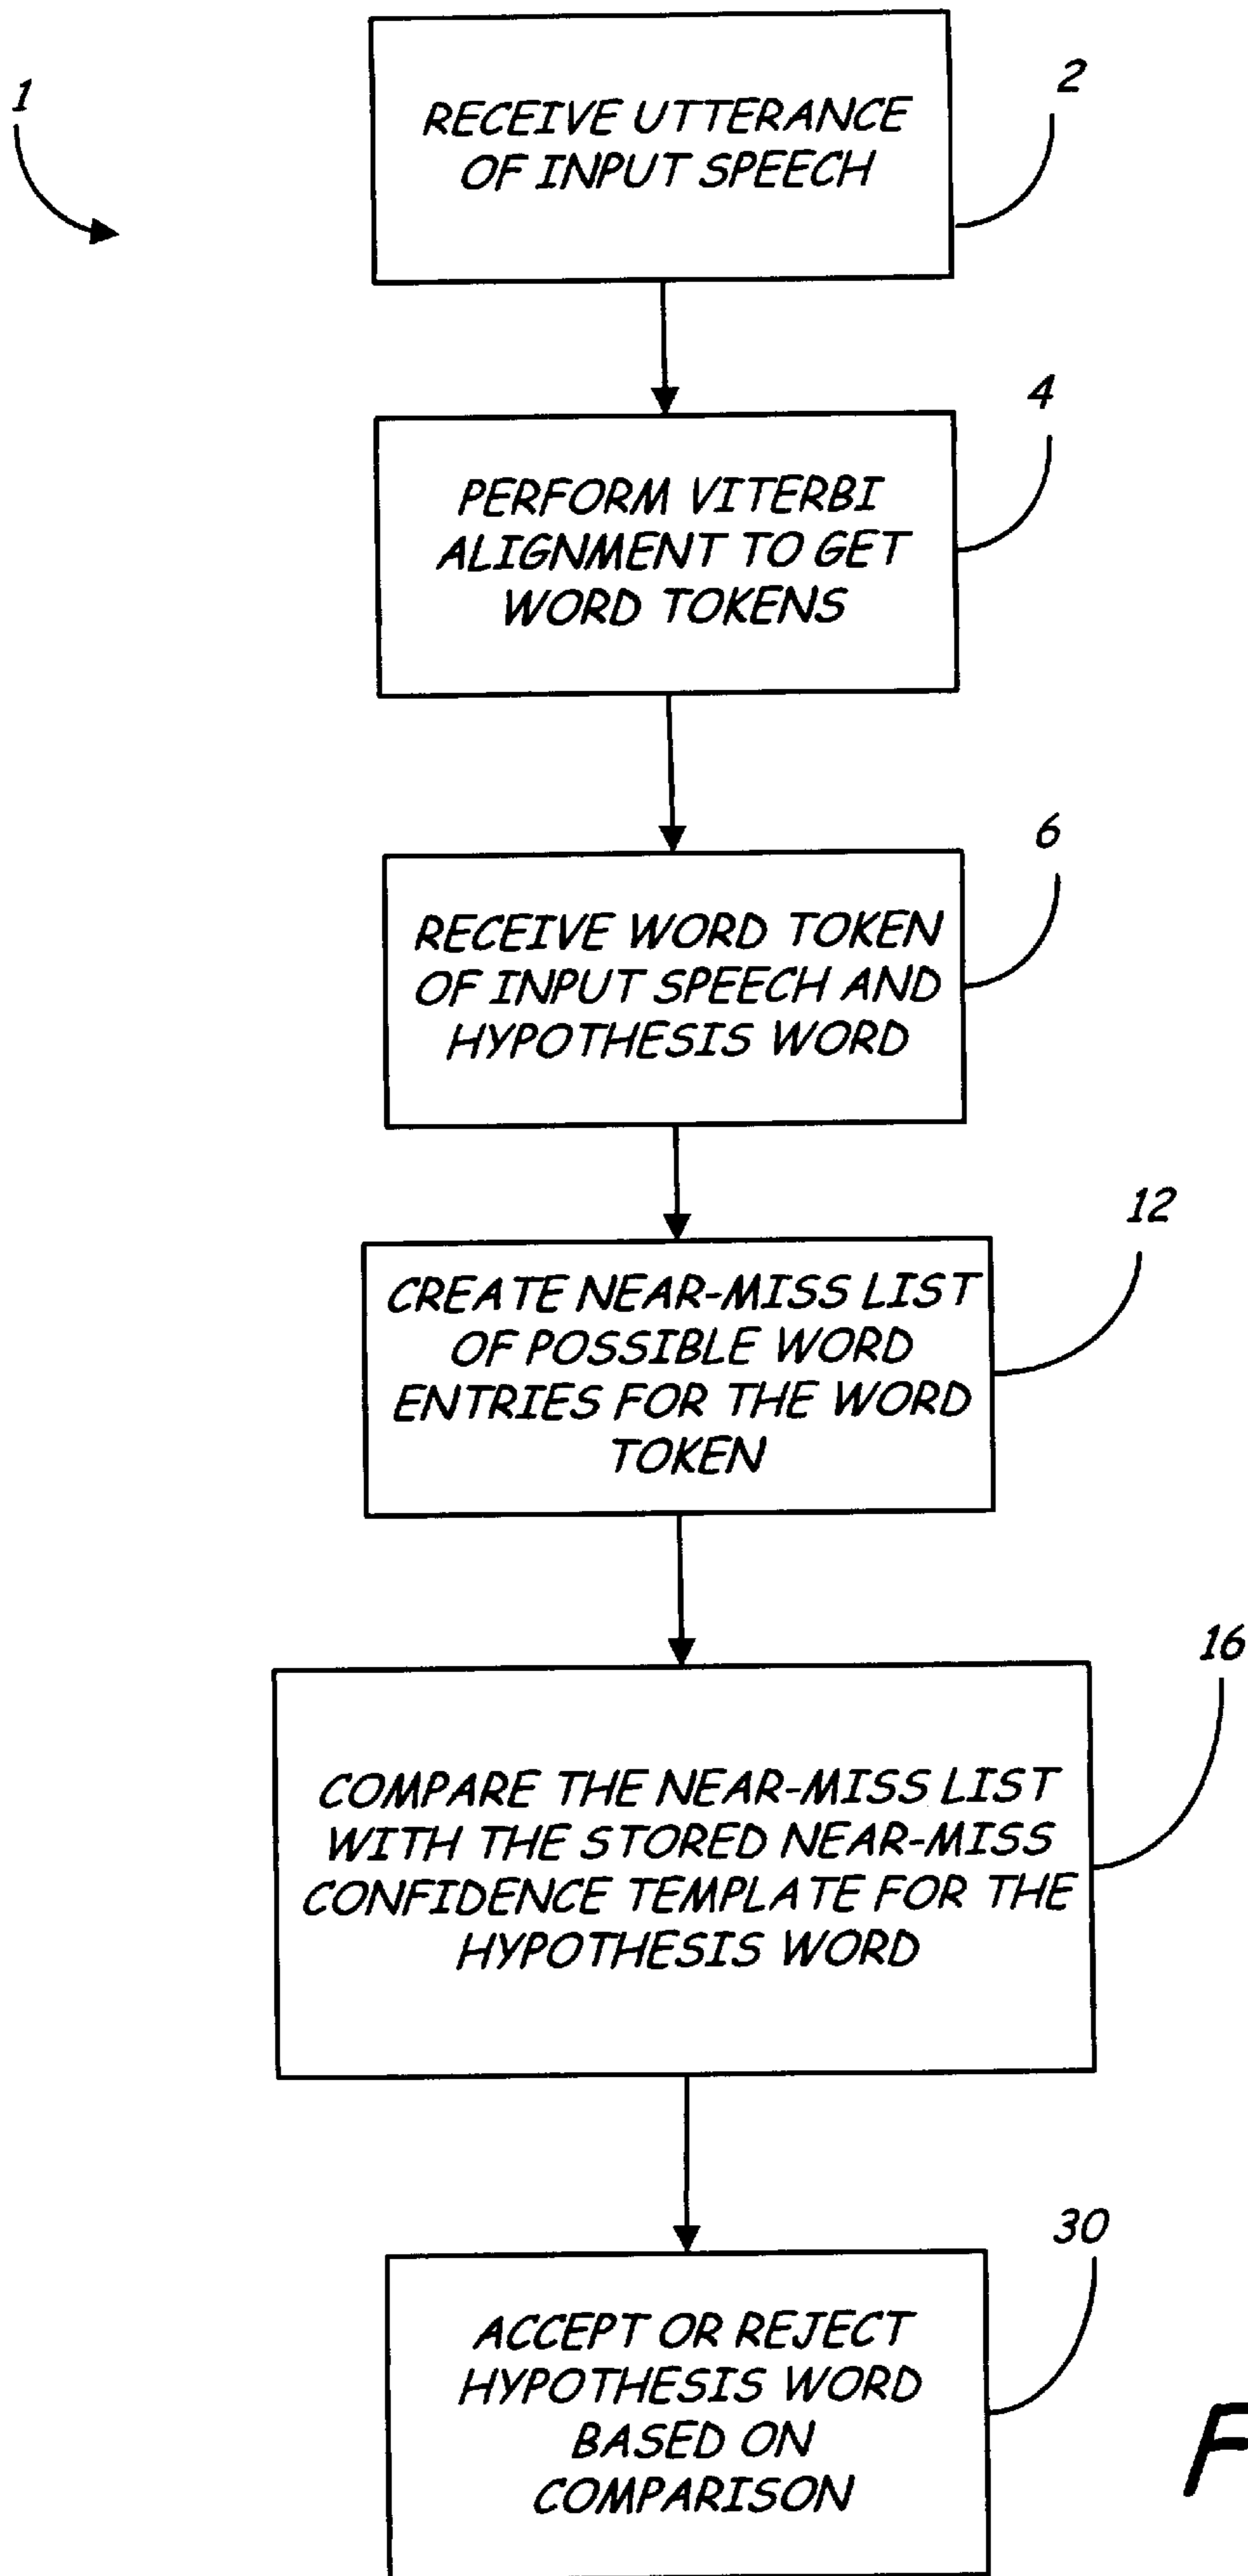 1
RECEIVE UTTERANCE
OF INPUT SPEECH
2
PERFORM VITERBI
ALIGNMENT TO GET
WORD TOKENS
4
RECEIVE WORD TOKEN
OF INPUT SPEECH AND
HYPOTHESIS WORD
6
CREATE NEAR-MISS LIST
OF POSSIBLE WORD
ENTRIES FOR THE WORD
TOKEN
12
COMPARE THE NEAR-MISS LIST
WITH THE STORED NEAR-MISS
CONFIDENCE TEMPLATE FOR THE
HYPOTHESIS WORD
16
ACCEPT OR REJECT
HYPOTHESIS WORD
BASED ON
COMPARISON
30